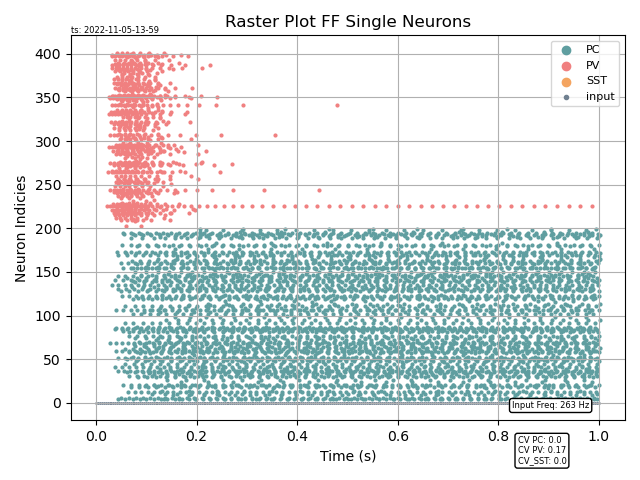 Raster Plot FF Single Neurons
ts: 2022-11-05-13-59
400
350
300
250
200
150
100
50
0
Neuron Indicies
PC
PV
SST
input
Input Freq: 263 Hz
0.0 0.2 0.4 0.6 0.8 1.0
Time (s)
CV PC: 0.0
CV PV: 0.17
CV_SST: 0.0